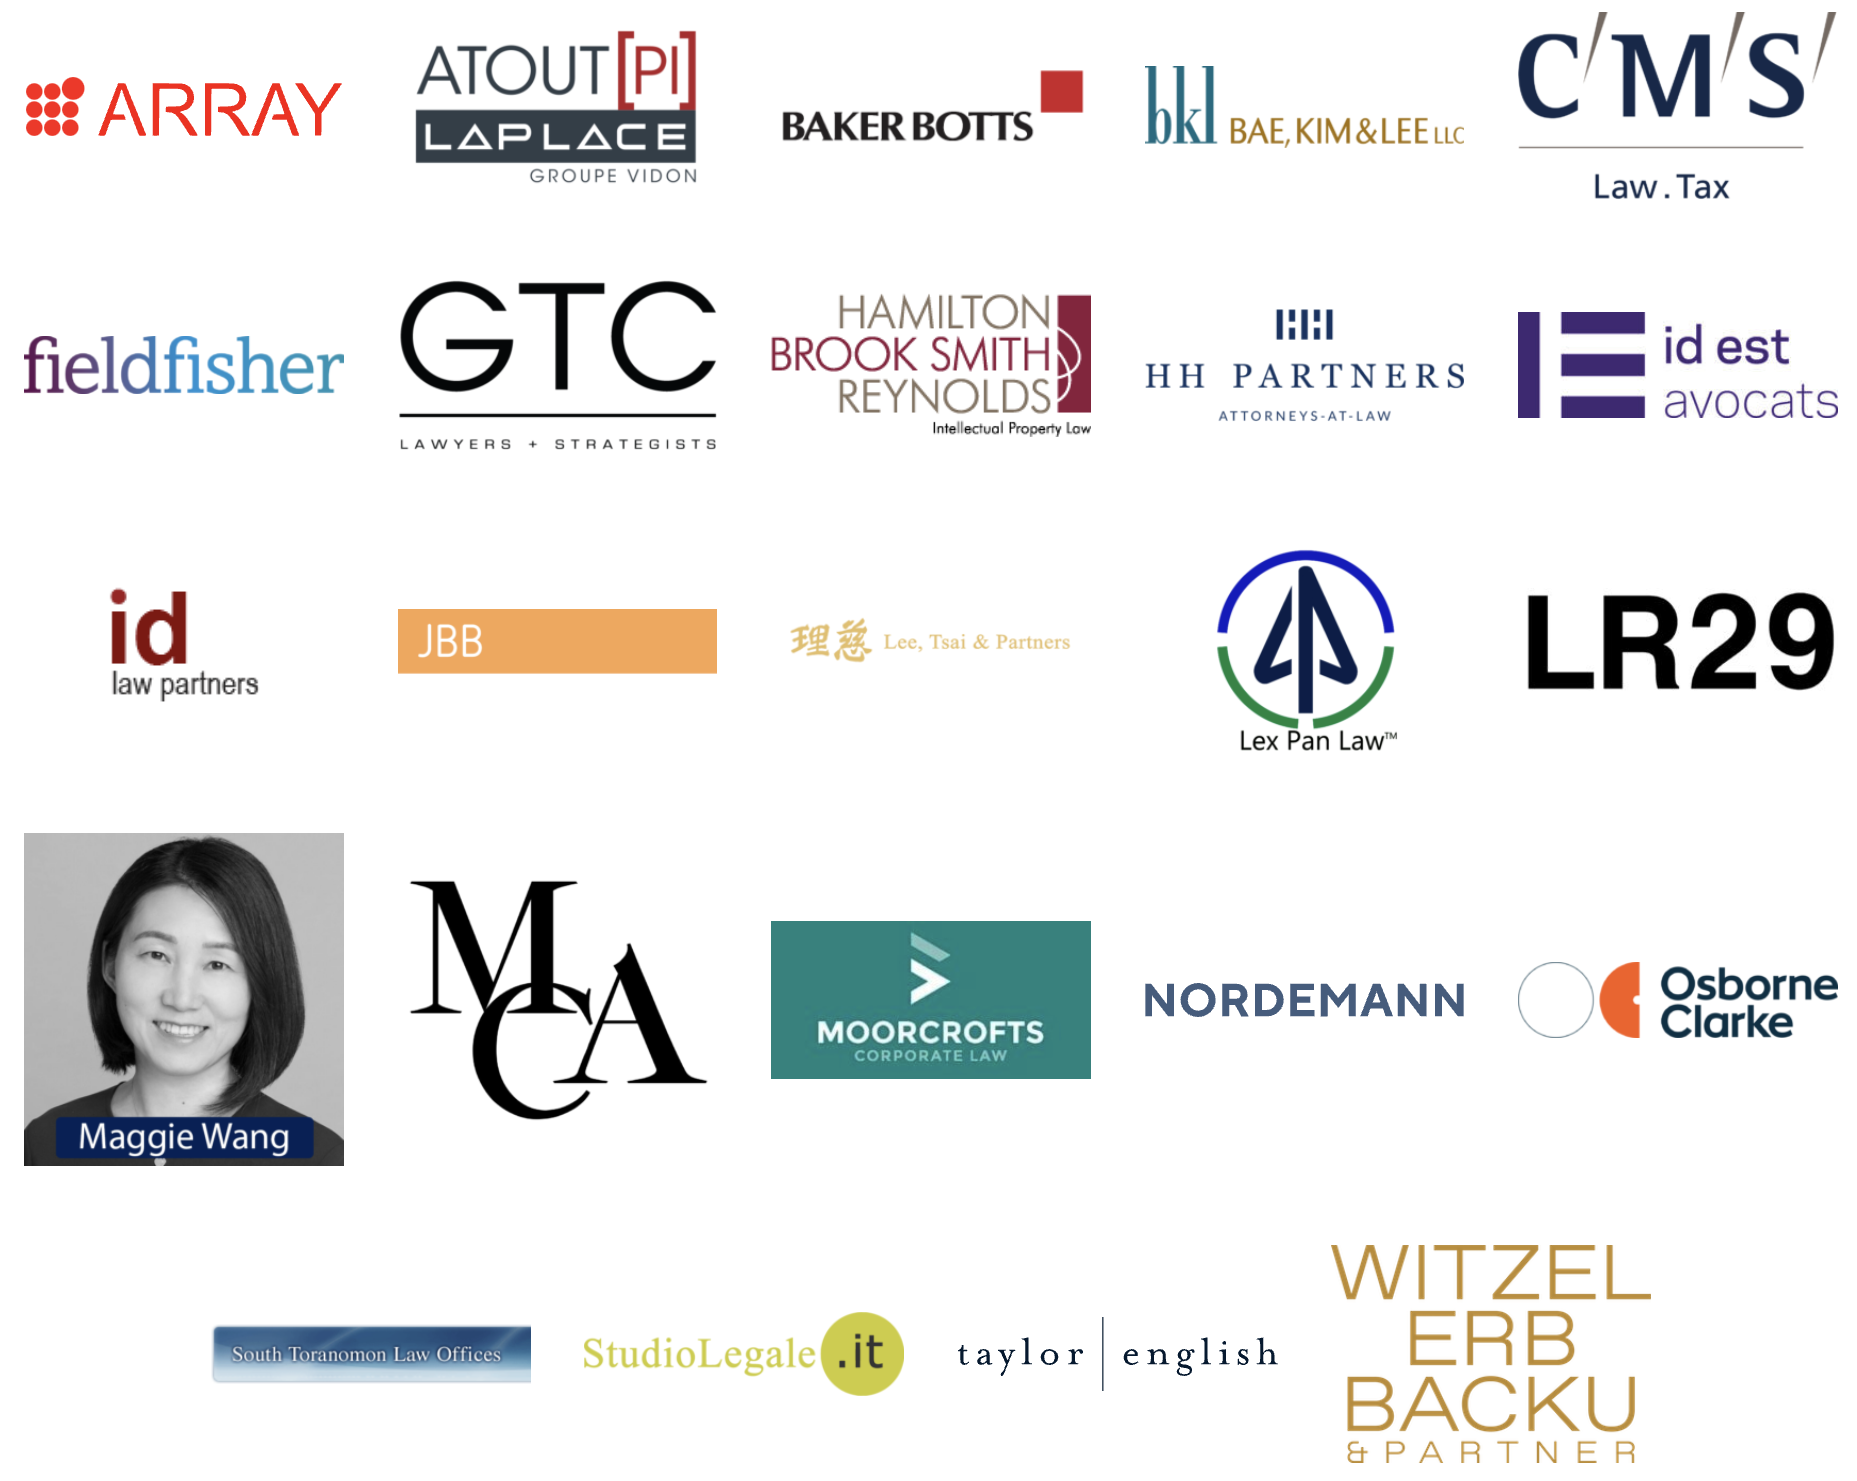 ARRAY
ATOUT[PI]
LAPLACE
GROUPE VIDON
BAKER BOTTS
bkl BAE, KIM & LEE LLC
C'M'S'
Law . Tax
fieldfisher
GTC
LAWYERS + STRATEGISTS
HAMILTON
BROOK SMITH
REYNOLDS
Intellectual Property Law
HH
HH PARTNERS
ATTORNEYS-AT-LAW
IE
id est
avocats
id
law partners
JBB
理慈 Lee, Tsai & Partners
Lex Pan Law™
LR29
Maggie Wang
MCA
MOORCROFTS
CORPORATE LAW
NORDEMANN
Osborne
Clarke
South Toranomon Law Offices
StudioLegale.it
taylor | english
WITZEL
ERB
BACKU
& PARTNER